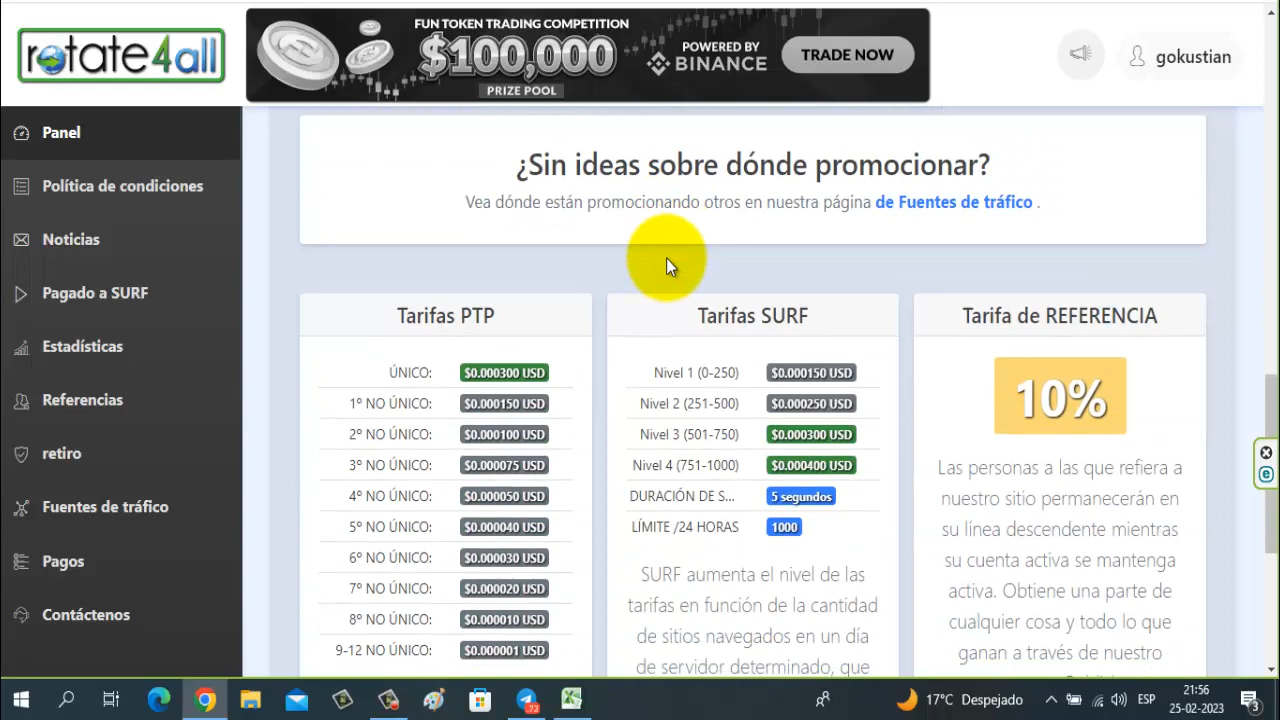 rotate4all
FUN TOKEN TRADING COMPETITION
$100,000
PRIZE POOL
POWERED BY
BINANCE
TRADE NOW
gokustian
Panel
Política de condiciones
Noticias
Pagado a SURF
Estadísticas
Referencias
retiro
Fuentes de tráfico
Pagos
Contáctenos
¿Sin ideas sobre dónde promocionar?
Vea dónde están promocionando otros en nuestra página de Fuentes de tráfico .
Tarifas PTP
ÚNICO: $0.000300 USD
1º NO ÚNICO: $0.000150 USD
2º NO ÚNICO: $0.000100 USD
3º NO ÚNICO: $0.000075 USD
4º NO ÚNICO: $0.000050 USD
5º NO ÚNICO: $0.000040 USD
6º NO ÚNICO: $0.000030 USD
7º NO ÚNICO: $0.000020 USD
8º NO ÚNICO: $0.000010 USD
9-12 NO ÚNICO: $0.000001 USD
Tarifas SURF
Nivel 1 (0-250) $0.000150 USD
Nivel 2 (251-500) $0.000250 USD
Nivel 3 (501-750) $0.000300 USD
Nivel 4 (751-1000) $0.000400 USD
DURACIÓN DE S... 5 segundos
LÍMITE /24 HORAS 1000
SURF aumenta el nivel de las
tarifas en función de la cantidad
de sitios navegados en un día
de servidor determinado, que
Tarifa de REFERENCIA
10%
Las personas a las que refiera a
nuestro sitio permanecerán en
su línea descendente mientras
su cuenta activa se mantenga
activa. Obtiene una parte de
cualquier cosa y todo lo que
ganan a través de nuestro
72
17°C Despejado
ESP
21:56
25-02-2023
3